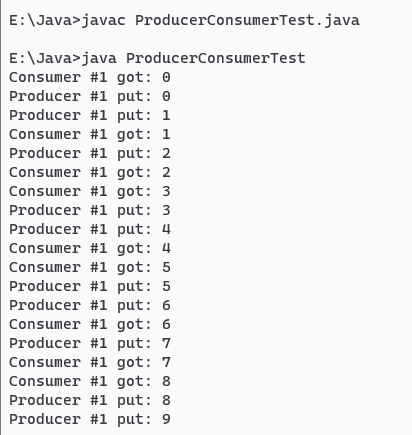 E:\Java>javac ProducerConsumerTest.java
E:\Java>java ProducerConsumerTest
Consumer #1 got: 0
Producer #1 put: 0
Producer #1 put: 1
Consumer #1 got: 1
Producer #1 put: 2
Consumer #1 got: 2
Consumer #1 got: 3
Producer #1 put: 3
Producer #1 put: 4
Consumer #1 got: 4
Consumer #1 got: 5
Producer #1 put: 5
Producer #1 put: 6
Consumer #1 got: 6
Producer #1 put: 7
Consumer #1 got: 7
Consumer #1 got: 8
Producer #1 put: 8
Producer #1 put: 9